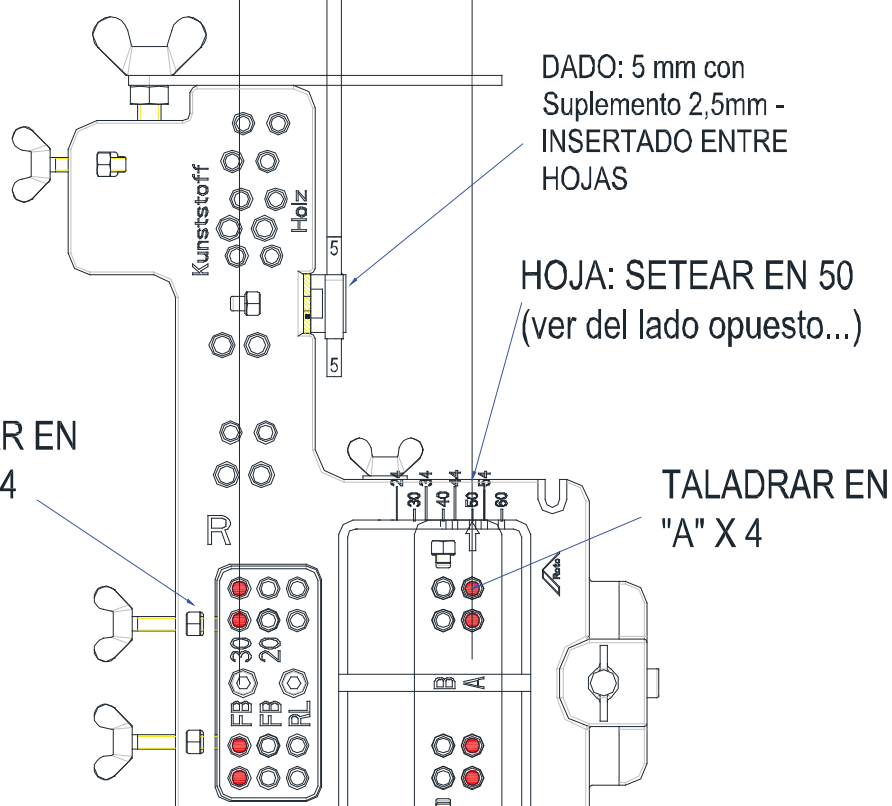 DADO: 5 mm con
Suplemento 2,5mm -
INSERTADO ENTRE
HOJAS
Kunststoff
Holz
5
HOJA: SETEAR EN 50
(ver del lado opuesto...)
5
R EN
4
24
34
44
54
30
40
50
60
TALADRAR EN
"A" X 4
R
Roto
30
20
B
A
FB
FB
RL